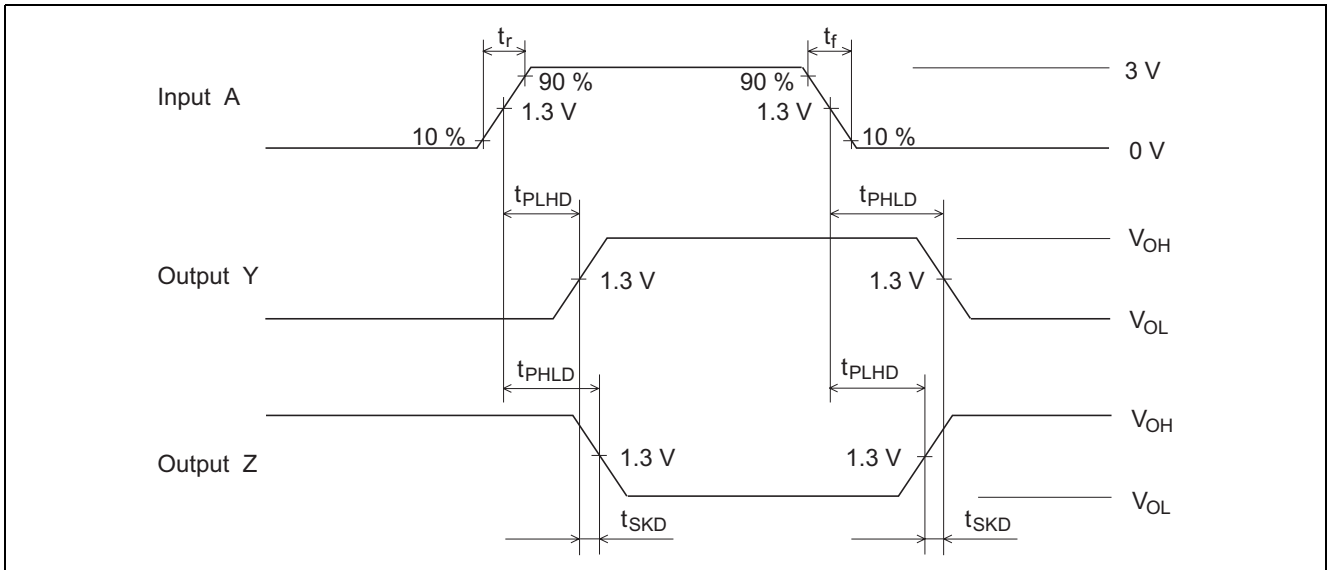 tr tf
90 % 90 % 3 V
Input A 1.3 V 1.3 V
10 % 10 % 0 V
tPLHD tPHLD
VOH
Output Y 1.3 V 1.3 V
VOL
tPHLD tPLHD
VOH
Output Z 1.3 V 1.3 V
VOL
tSKD tSKD